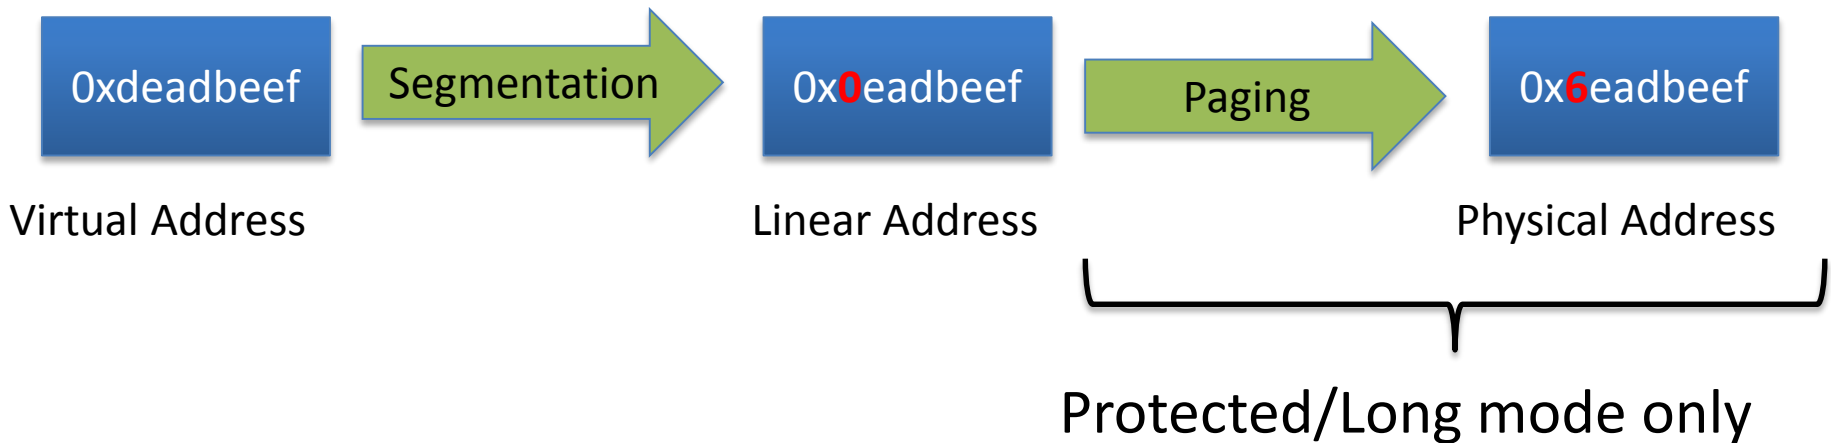 0xdeadbeef
Segmentation
0x0eadbeef
Paging
0x6eadbeef
Virtual Address
Linear Address
Physical Address
Protected/Long mode only